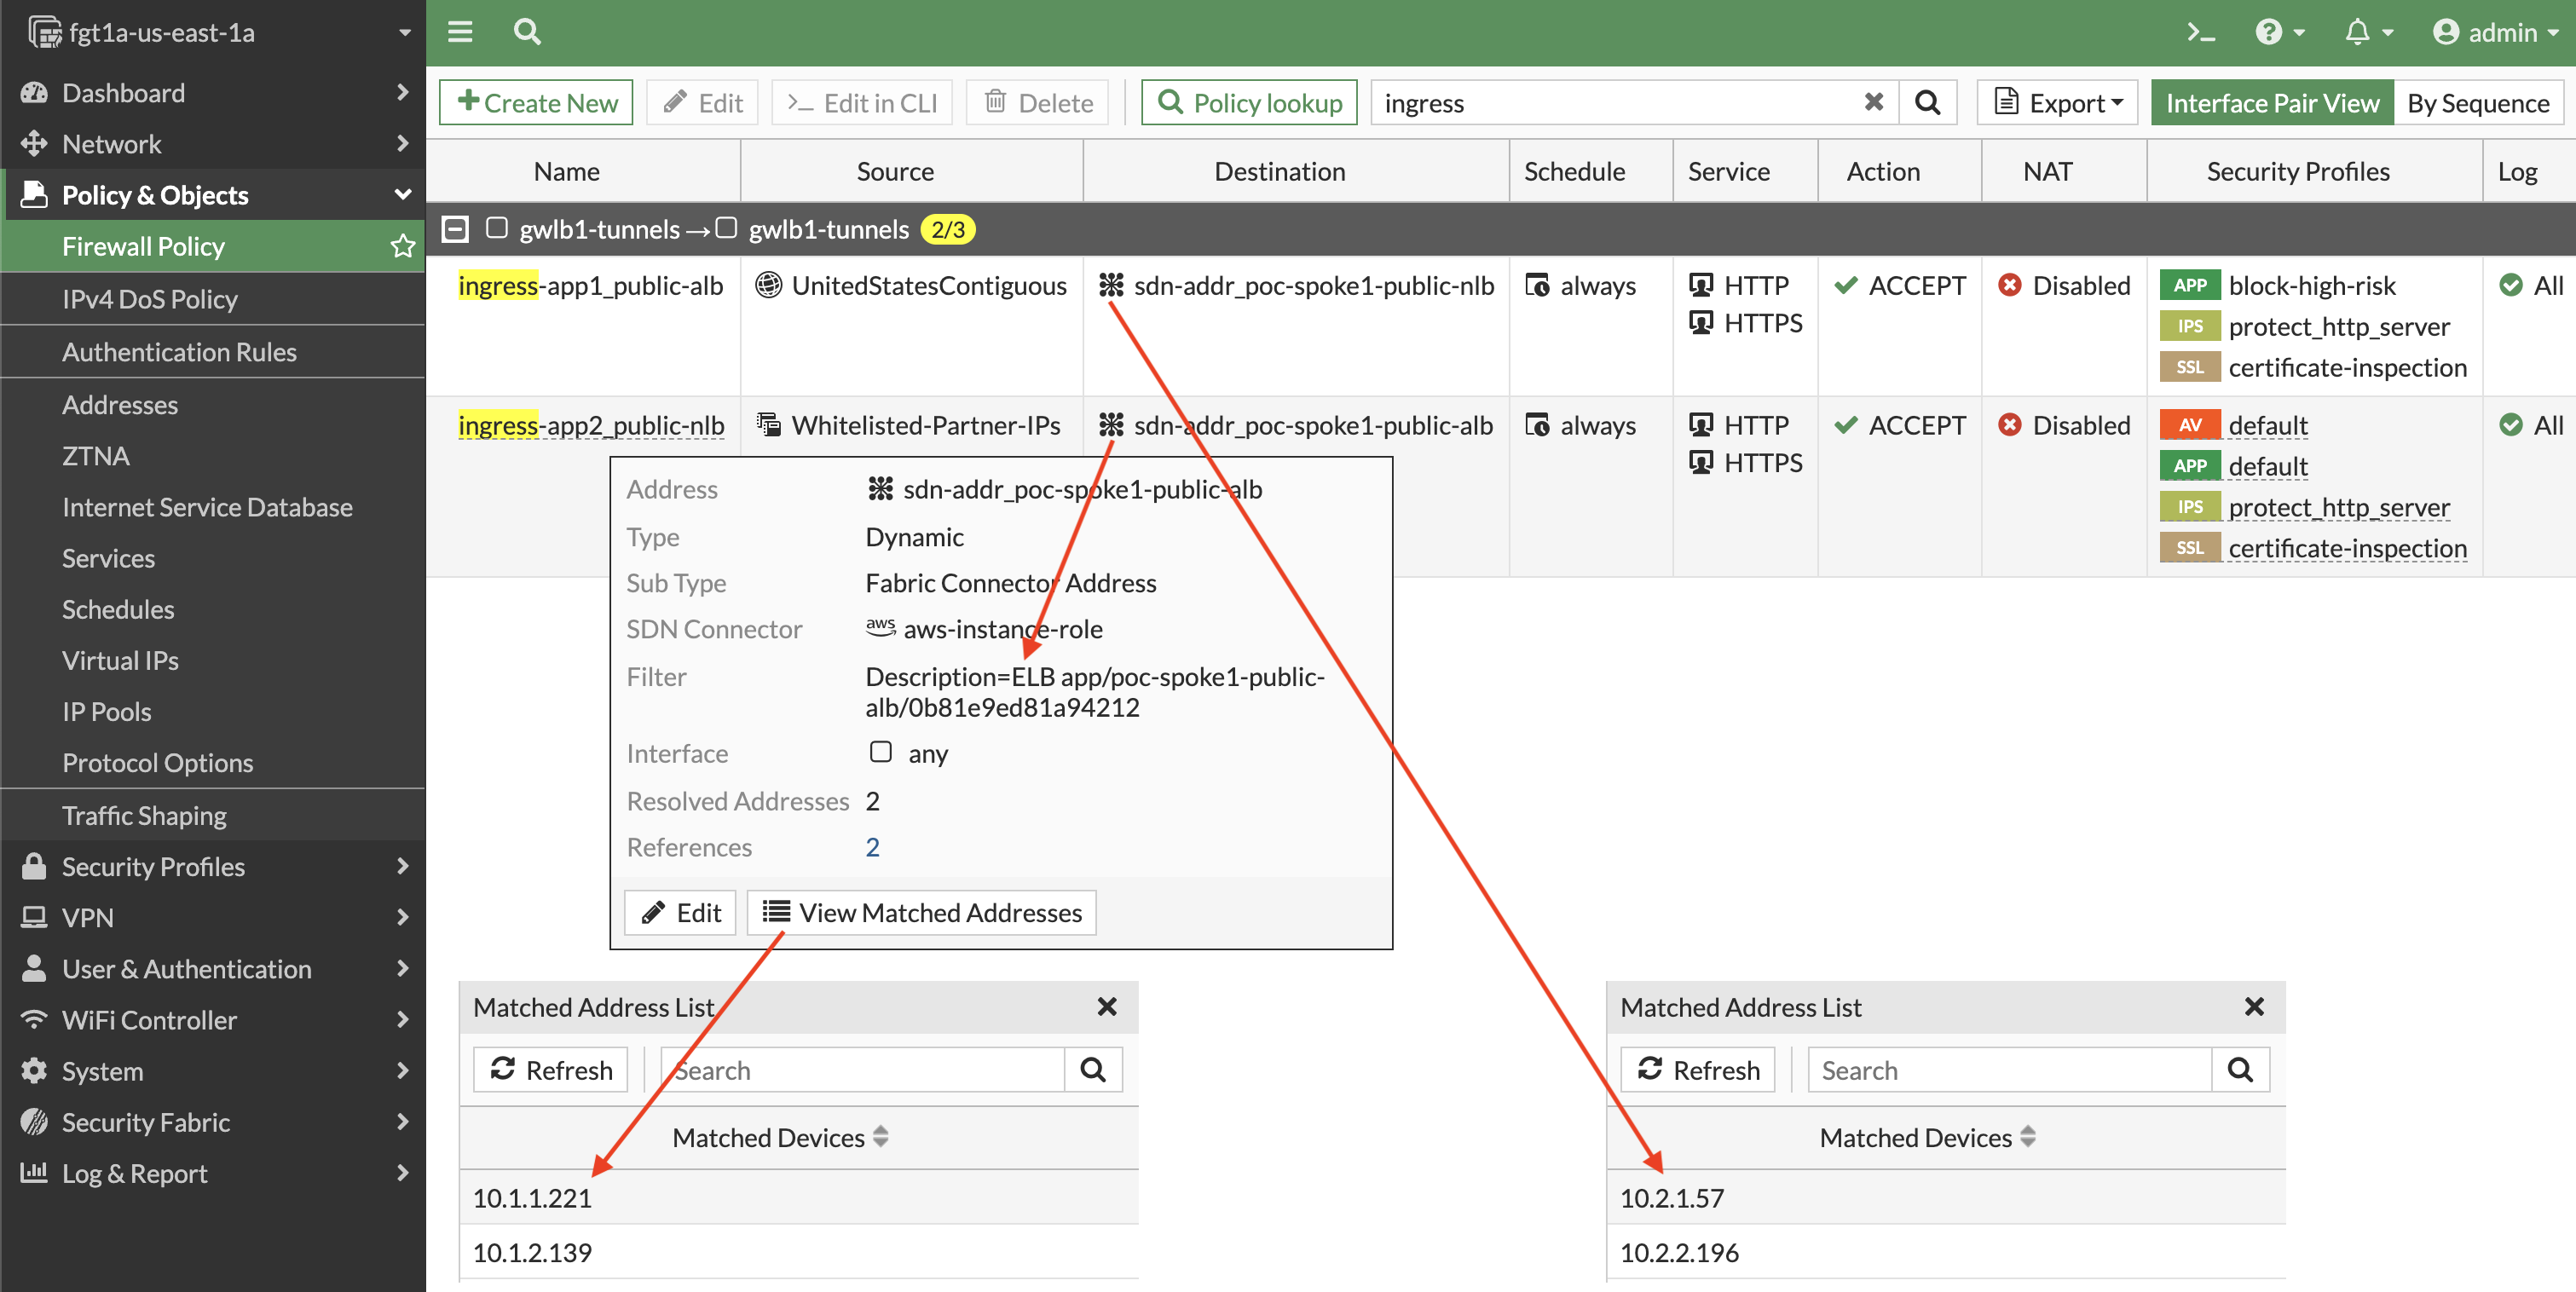 fgt1a-us-east-1a
admin
Dashboard
Network
Policy & Objects
Firewall Policy
IPv4 DoS Policy
Authentication Rules
Addresses
ZTNA
Internet Service Database
Services
Schedules
Virtual IPs
IP Pools
Protocol Options
Traffic Shaping
Security Profiles
VPN
User & Authentication
WiFi Controller
System
Security Fabric
Log & Report
Create New Edit Edit in CLI Delete Policy lookup ingress Export Interface Pair View By Sequence
Name Source Destination Schedule Service Action NAT Security Profiles Log
gwlb1-tunnels → gwlb1-tunnels 2/3
ingress-app1_public-alb UnitedStatesContiguous sdn-addr_poc-spoke1-public-nlb always HTTP ACCEPT Disabled APP block-high-risk All
HTTPS IPS protect_http_server
SSL certificate-inspection
ingress-app2_public-nlb Whitelisted-Partner-IPs sdn-addr_poc-spoke1-public-alb always HTTP ACCEPT Disabled AV default All
HTTPS APP default
IPS protect_http_server
SSL certificate-inspection
Address sdn-addr_poc-spoke1-public-alb
Type Dynamic
Sub Type Fabric Connector Address
SDN Connector aws aws-instance-role
Filter Description=ELB app/poc-spoke1-public-
alb/0b81e9ed81a94212
Interface any
Resolved Addresses 2
References 2
Edit View Matched Addresses
Matched Address List
Refresh Search
Matched Devices
10.1.1.221
10.1.2.139
Matched Address List
Refresh Search
Matched Devices
10.2.1.57
10.2.2.196